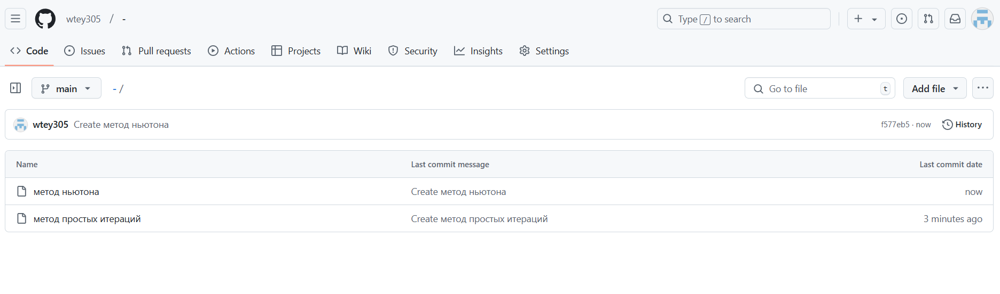 wtey305 / -
Type / to search
Code Issues Pull requests Actions Projects Wiki Security Insights Settings
main - / Go to file t Add file
wtey305 Create метод ньютона f577eb5 · now History
Name Last commit message Last commit date
метод ньютона Create метод ньютона now
метод простых итераций Create метод простых итераций 3 minutes ago